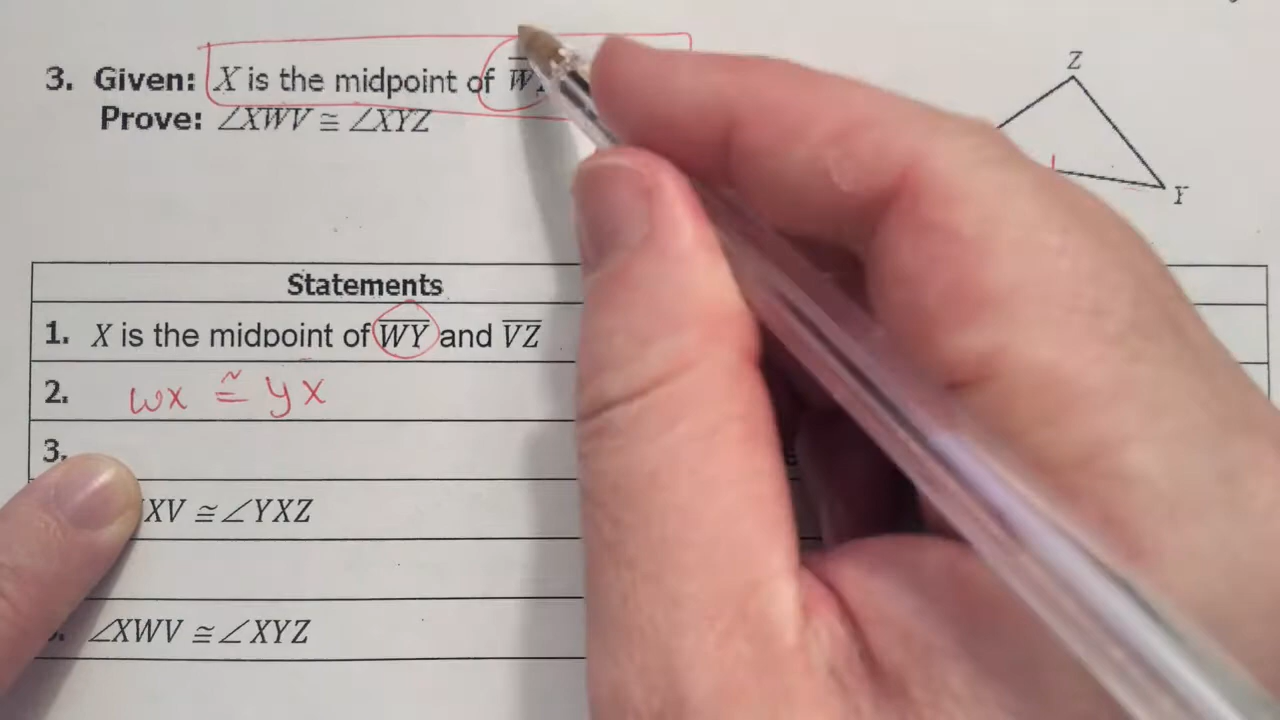 3. Given: X is the midpoint of
Prove: ∠XWV ≅ ∠XYZ
Z
Y
Statements
1. X is the midpoint of WY and VZ
2. wx ≅ yx
3.
XV ≅ ∠YXZ
∠XWV ≅ ∠XYZ